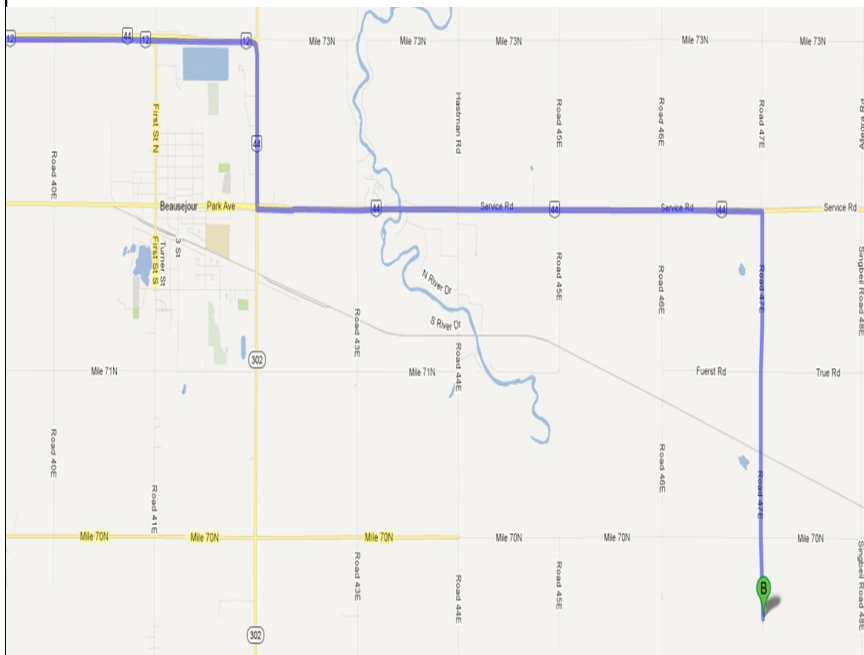 12
44
12
12
Mile 73N
Mile 73N
Mile 73N
Mile 73N
Mile 73N
First St N
Hastman Rd
Road 45E
Road 46E
Road 47E
44
Road 40E
Beausejour
Park Ave
44
Service Rd
44
Service Rd
44
Service Rd
Turner St
First St S
3 St
N River Dr
S River Dr
Road 45E
Road 46E
Road 47E
Singbeil Road 48E
Road 43E
Road 44E
302
Mile 71N
Mile 71N
Fuerst Rd
True Rd
Road 40E
Road 41E
Road 46E
Road 47E
Mile 70N
Mile 70N
Mile 70N
Mile 70N
Mile 70N
Mile 70N
Road 43E
Road 44E
Road 45E
Singbeil Road 48E
B
302